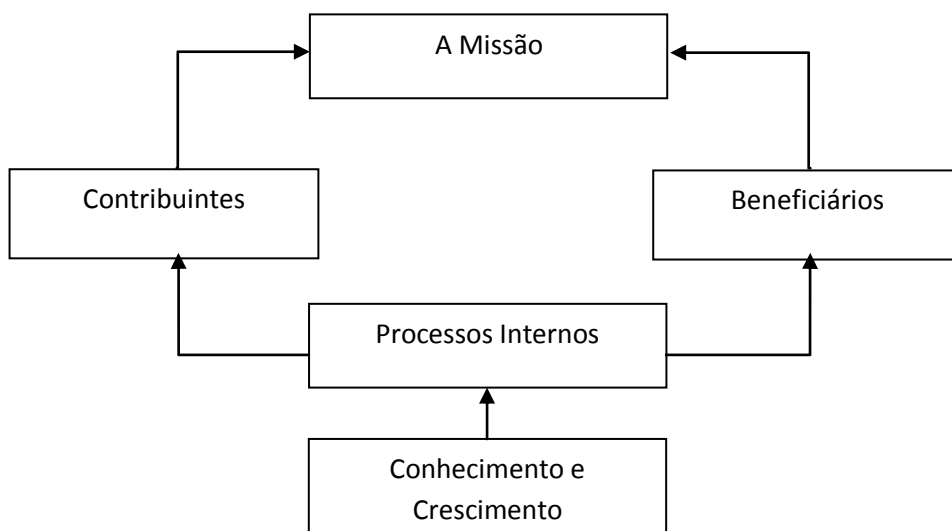 A Missão
Contribuintes
Beneficiários
Processos Internos
Conhecimento e
Crescimento